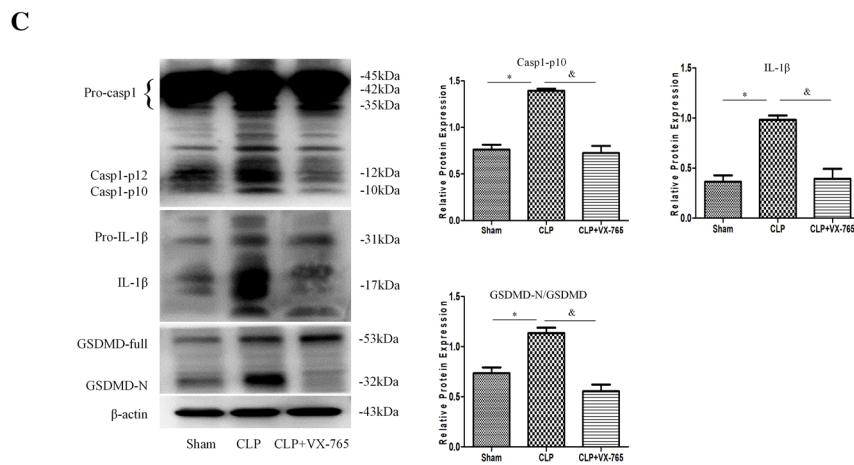 C
Pro-casp1 {
-45kDa
-42kDa
-35kDa
Casp1-p12
-12kDa
Casp1-p10
-10kDa
Pro-IL-1β
-31kDa
IL-1β
-17kDa
GSDMD-full
-53kDa
GSDMD-N
-32kDa
β-actin
-43kDa
Sham CLP CLP+VX-765
Casp1-p10
Relative Protein Expression
1.5
1.0
0.5
0.0
* &
Sham CLP CLP+VX-765
IL-1β
Relative Protein Expression
1.5
1.0
0.5
0.0
* &
Sham CLP CLP+VX-765
GSDMD-N/GSDMD
Relative Protein Expression
1.5
1.0
0.5
0.0
* &
Sham CLP CLP+VX-765